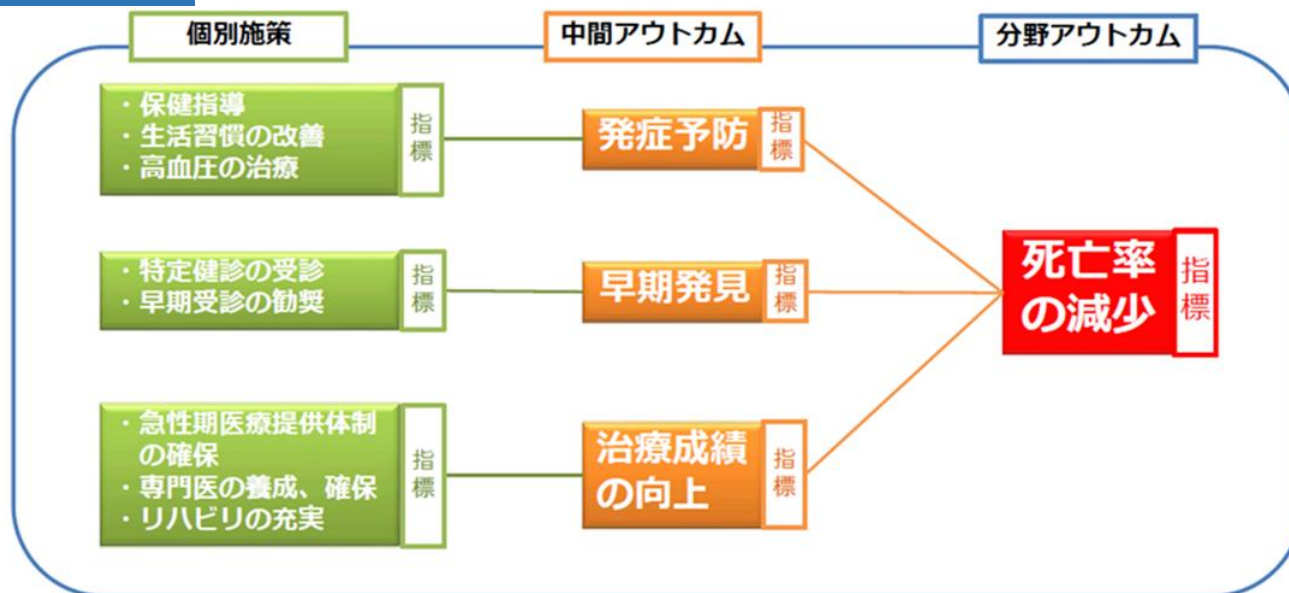 個別施策
中間アウトカム
分野アウトカム
・保健指導
・生活習慣の改善
・高血圧の治療
指標
発症予防
指標
・特定健診の受診
・早期受診の勧奨
指標
早期発見
指標
死亡率
の減少
指標
・急性期医療提供体制
の確保
・専門医の養成、確保
・リハビリの充実
指標
治療成績
の向上
指標